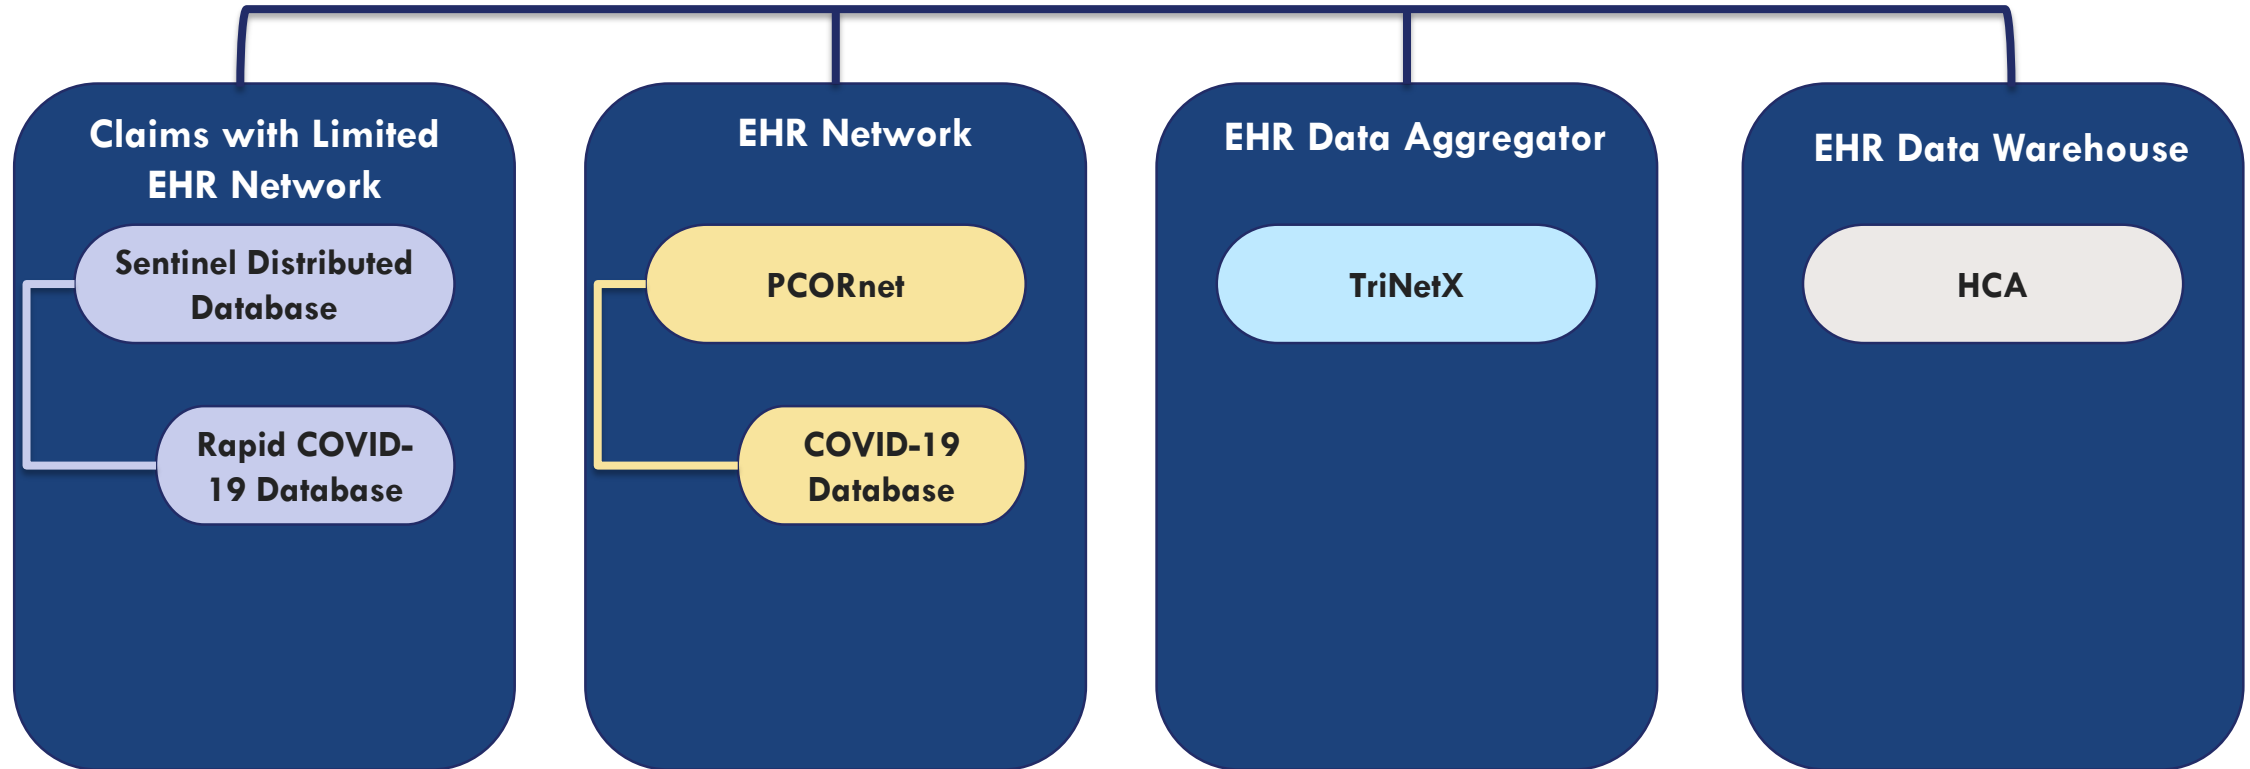 Claims with Limited
EHR Network
Sentinel Distributed
Database
Rapid COVID-
19 Database
EHR Network
PCORnet
COVID-19
Database
EHR Data Aggregator
TriNetX
EHR Data Warehouse
HCA